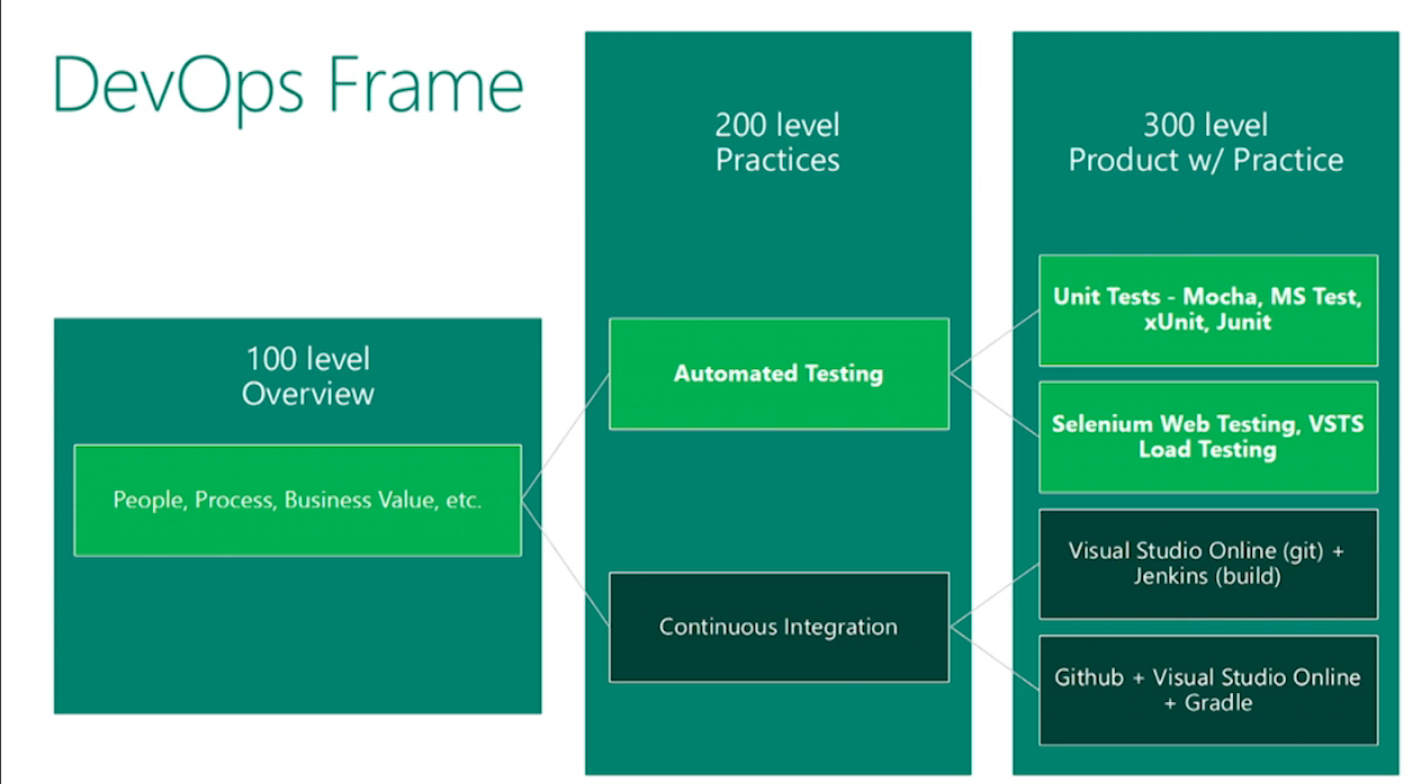 DevOps Frame
100 level
Overview
People, Process, Business Value, etc.
200 level
Practices
Automated Testing
Continuous Integration
300 level
Product w/ Practice
Unit Tests - Mocha, MS Test,
xUnit, Junit
Selenium Web Testing, VSTS
Load Testing
Visual Studio Online (git) +
Jenkins (build)
Github + Visual Studio Online
+ Gradle